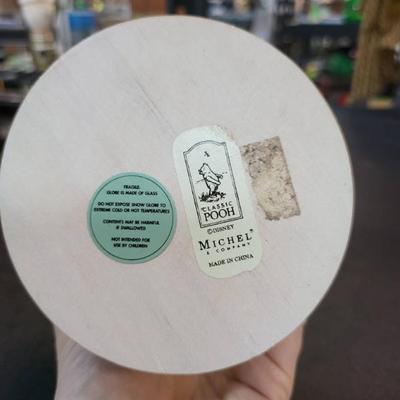 FRAGILE:
GLOBE IS MADE OF GLASS
DO NOT EXPOSE SNOW GLOBE TO
EXTREME COLD OR HOT TEMPERATURES
CONTENTS MAY BE HARMFUL
IF SWALLOWED
NOT INTENDED FOR
USE BY CHILDREN
A
CLASSIC
POOH
©DISNEY
MICHEL®
& COMPANY
MADE IN CHINA